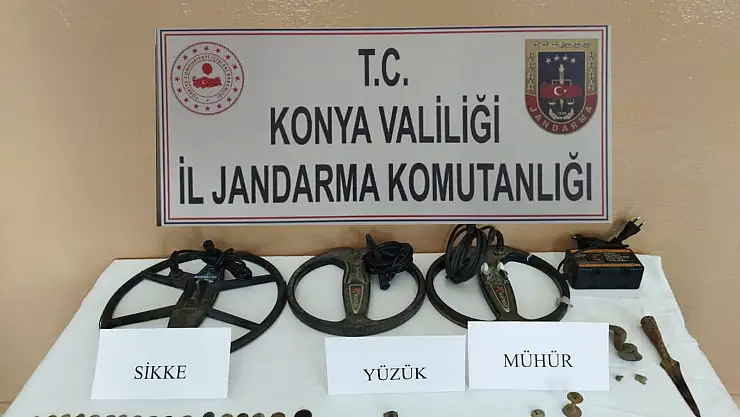 T.C.
KONYA VALİLİĞİ
İL JANDARMA KOMUTANLIĞI
JANDARMA
SİKKE
YÜZÜK
MÜHÜR